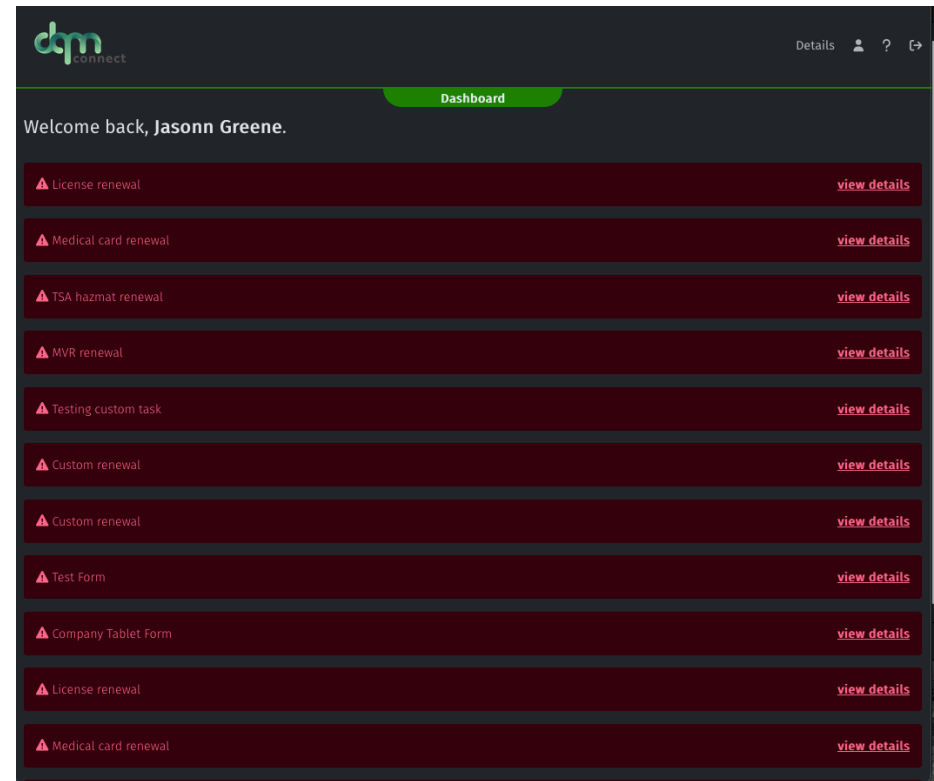 dqm
connect
Details ?
Dashboard
Welcome back, Jasonn Greene.
License renewal view details
Medical card renewal view details
TSA hazmat renewal view details
MVR renewal view details
Testing custom task view details
Custom renewal view details
Custom renewal view details
Test Form view details
Company Tablet Form view details
License renewal view details
Medical card renewal view details